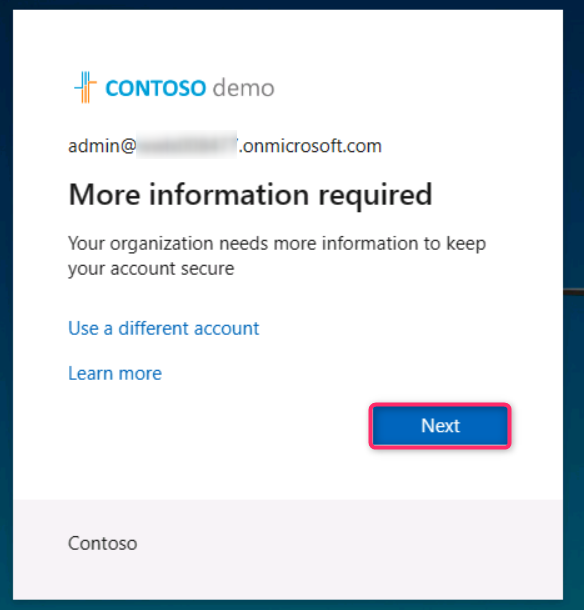 CONTOSO demo
admin@ .onmicrosoft.com
More information required
Your organization needs more information to keep
your account secure
Use a different account
Learn more
Next
Contoso